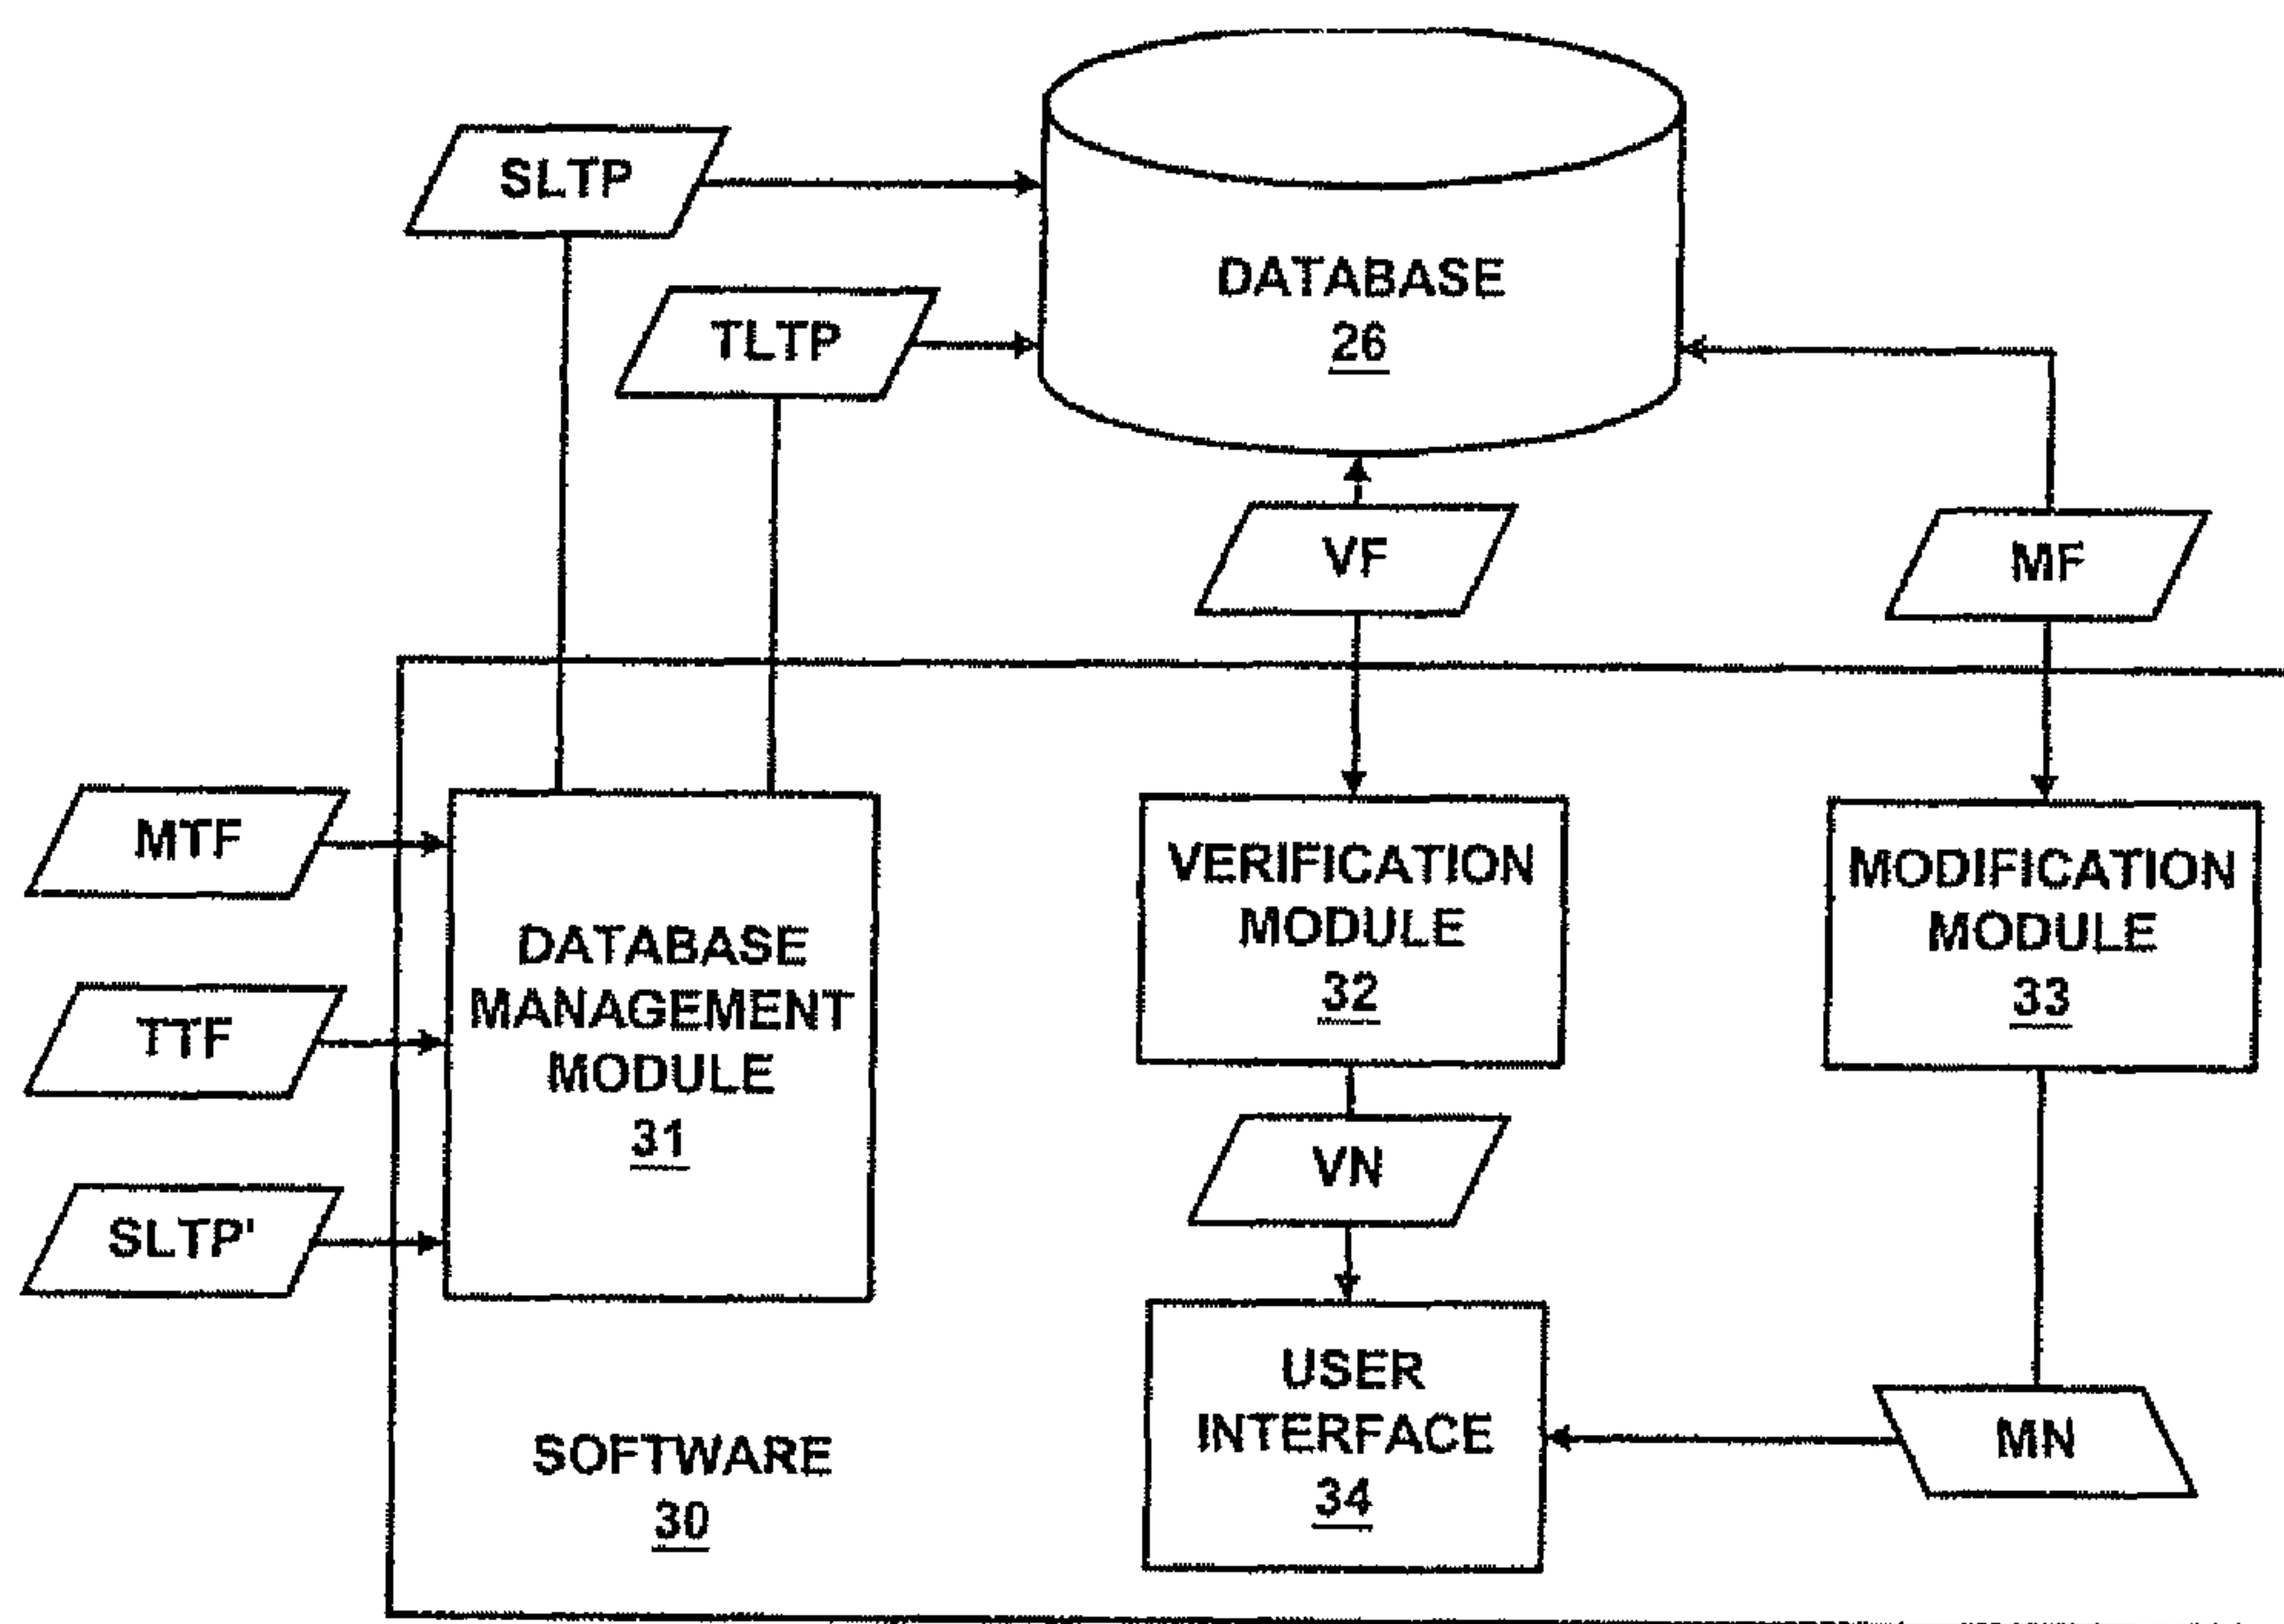 SLTP
DATABASE
26
TLTP
VF
MF
MTF
DATABASE
MANAGEMENT
MODULE
31
TTF
SLTP'
VERIFICATION
MODULE
32
MODIFICATION
MODULE
33
VN
USER
INTERFACE
34
MN
SOFTWARE
30